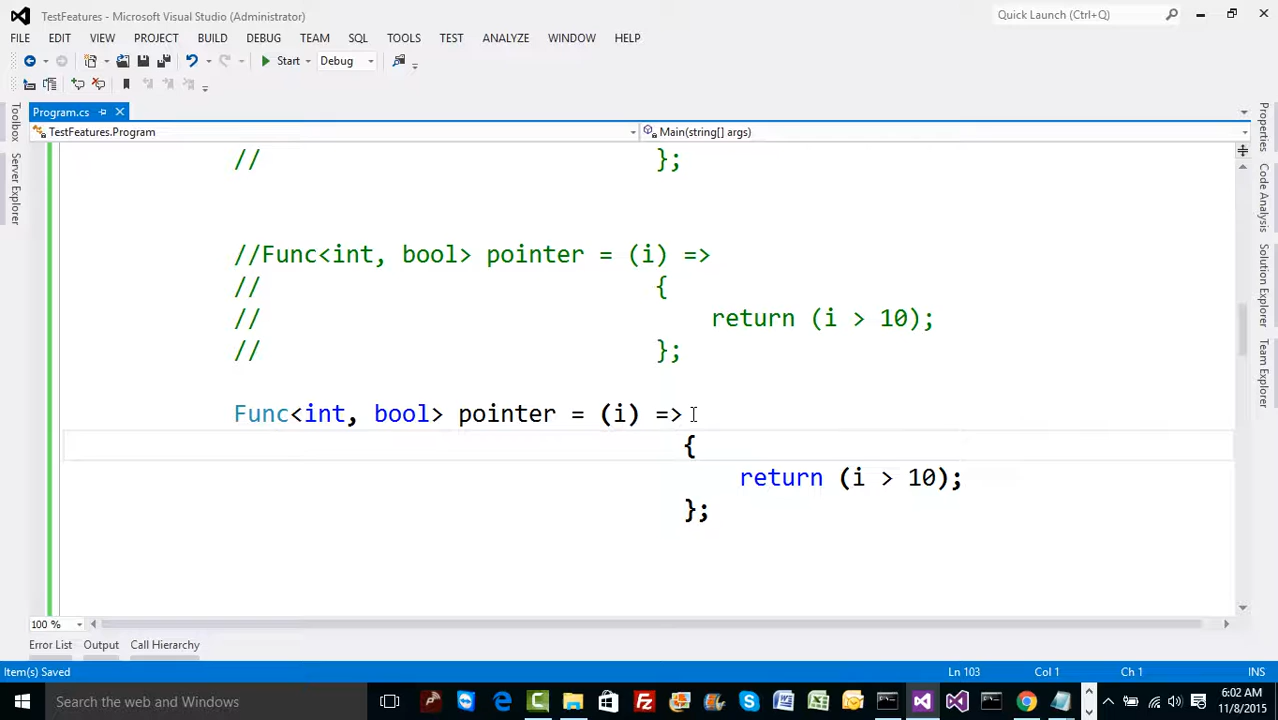 TestFeatures - Microsoft Visual Studio (Administrator)
Quick Launch (Ctrl+Q)
FILE EDIT VIEW PROJECT BUILD DEBUG TEAM SQL TOOLS TEST ANALYZE WINDOW HELP
Start Debug
Program.cs
TestFeatures.Program
Main(string[] args)
Toolbox
Server Explorer
Properties
Code Analysis
Solution Explorer
Team Explorer
// };
//Func<int, bool> pointer = (i) =>
// {
// return (i > 10);
// };
Func<int, bool> pointer = (i) =>
{
return (i > 10);
};
100 %
Error List Output Call Hierarchy
Item(s) Saved Ln 103 Col 1 Ch 1 INS
Search the web and Windows
6:02 AM
11/8/2015